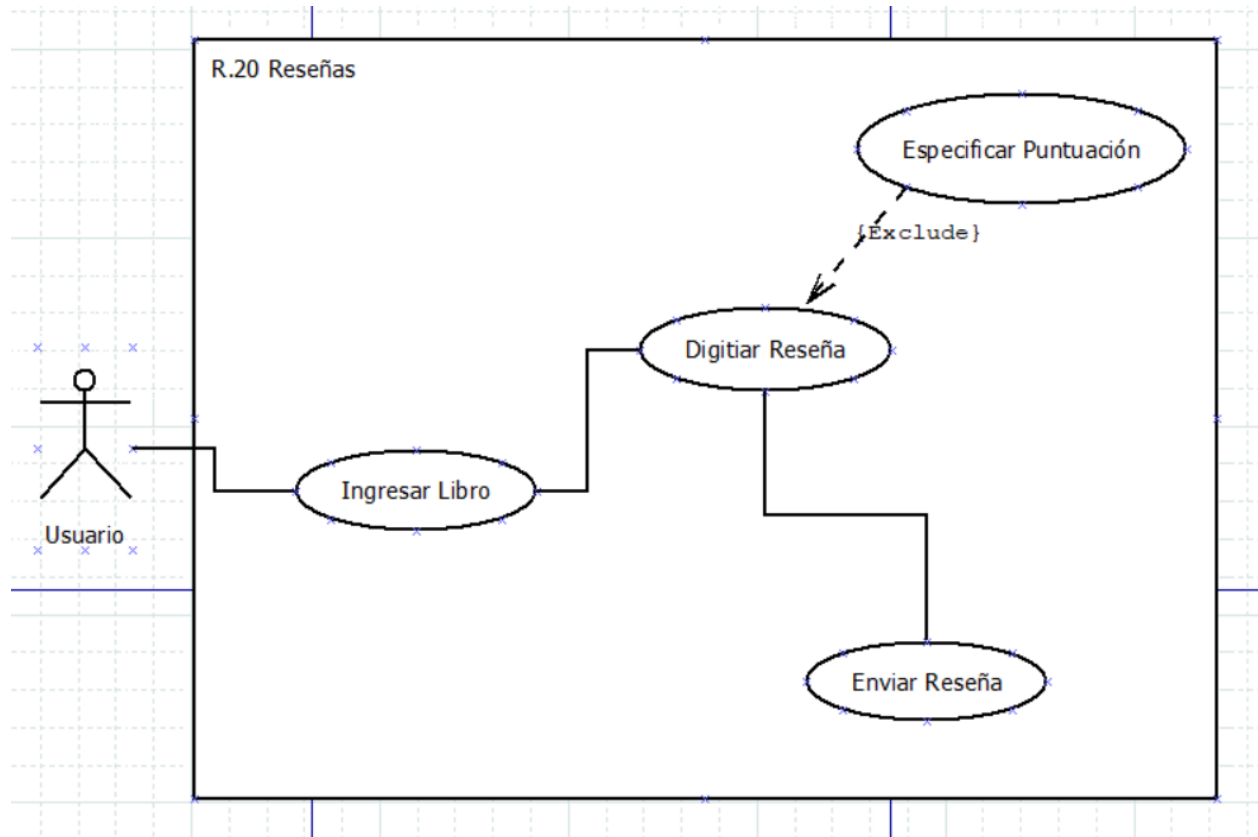 R.20 Reseñas
Especificar Puntuación
{Exclude}
Digitiar Reseña
Ingresar Libro
Usuario
Enviar Reseña